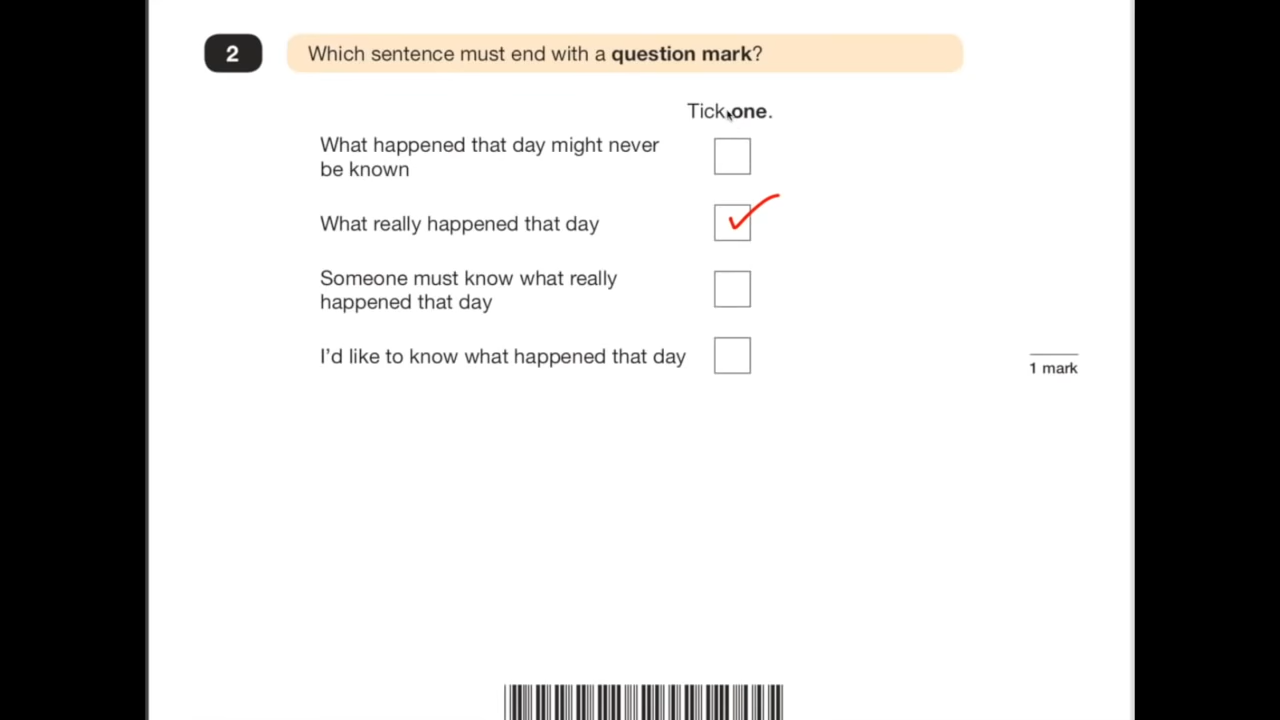 2
Which sentence must end with a question mark?
Tick one.
What happened that day might never
be known
What really happened that day
Someone must know what really
happened that day
I'd like to know what happened that day
1 mark